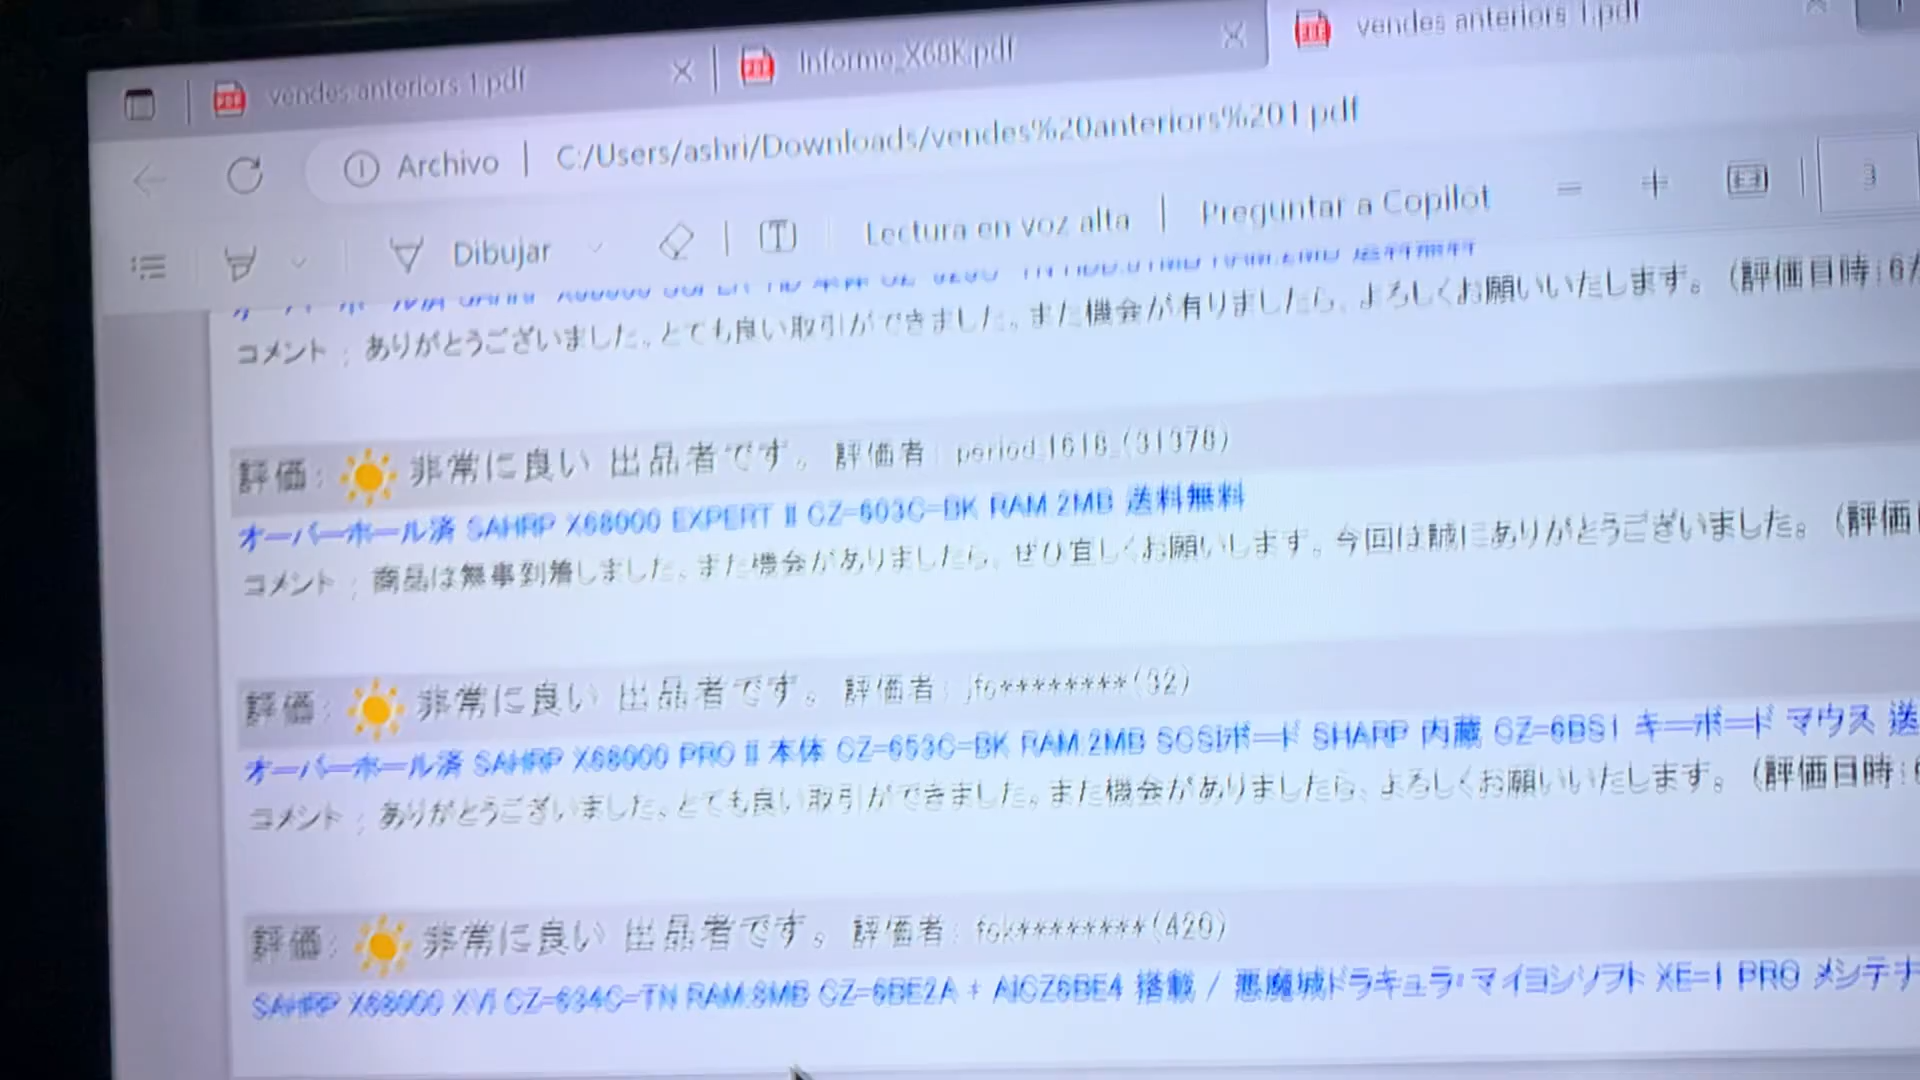 vendes anteriors 1.pdf
Informe_X68K.pdf
vendes anteriors 1.pdf
Archivo | C:/Users/ashri/Downloads/vendes%20anteriors%201.pdf
Dibujar
Lectura en voz alta | Preguntar a Copilot
3
送料無料
コメント : ありがとうございました。とても良い取引ができました。また機会が有りましたら、よろしくお願いいたします。 (評価日時 : 6
評価 : 非常に良い 出品者です。 評価者 : period_1618_(31378)
オーバーホール済 SAHRP X68000 EXPERT II CZ-603C-BK RAM 2MB 送料無料
コメント : 商品は無事到着しました。また機会がありましたら、ぜひ宜しくお願いします。今回は誠にありがとうございました。 (評価
評価 : 非常に良い 出品者です。 評価者 : jfo********(32)
オーバーホール済 SAHRP X68000 PRO II 本体 CZ-653C-BK RAM.2MB SCSIボード SHARP 内蔵 CZ-6BS1 キーボード マウス 送
コメント : ありがとうございました。とても良い取引ができました。また機会がありましたら、よろしくお願いいたします。 (評価日時 : 6
評価 : 非常に良い 出品者です。 評価者 : fok********(420)
SAHRP X68000 XVI CZ-634C-TN RAM.8MB CZ-6BE2A + AICZ6BE4 搭載 / 悪魔城ドラキュラ・マイコンソフト XE-1 PRO メンテナ